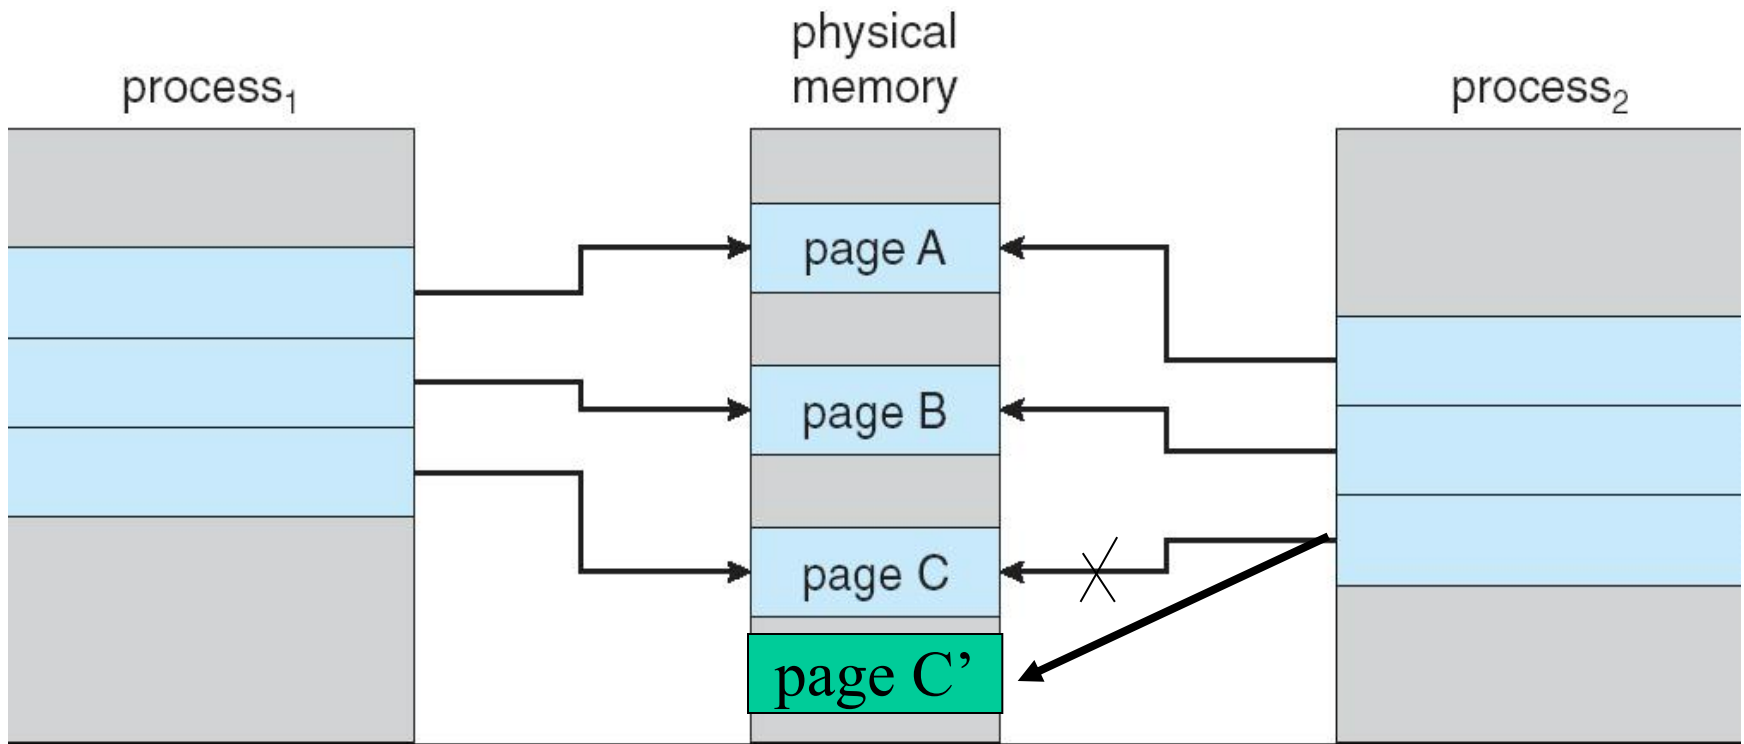 physical
memory
process₁
process₂
page A
page B
page C
page C’